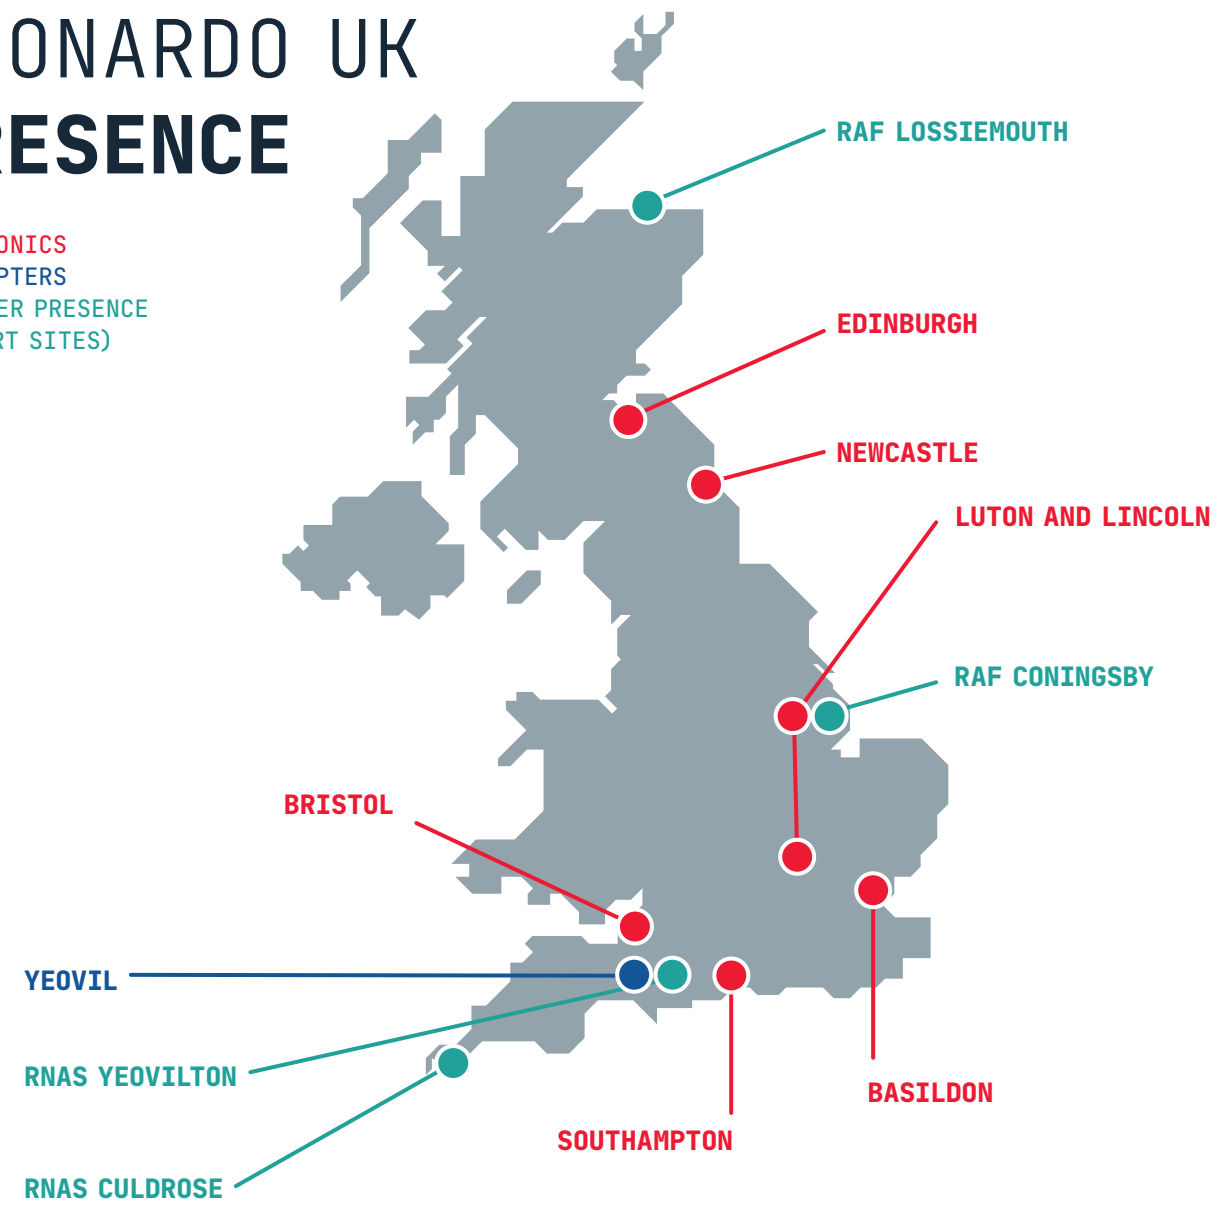 ONARDO UK
RESENCE
ONICS
PTERS
ER PRESENCE
RT SITES)
RAF LOSSIEMOUTH
EDINBURGH
NEWCASTLE
LUTON AND LINCOLN
RAF CONINGSBY
BRISTOL
YEOVIL
RNAS YEOVILTON
BASILDON
SOUTHAMPTON
RNAS CULDROSE